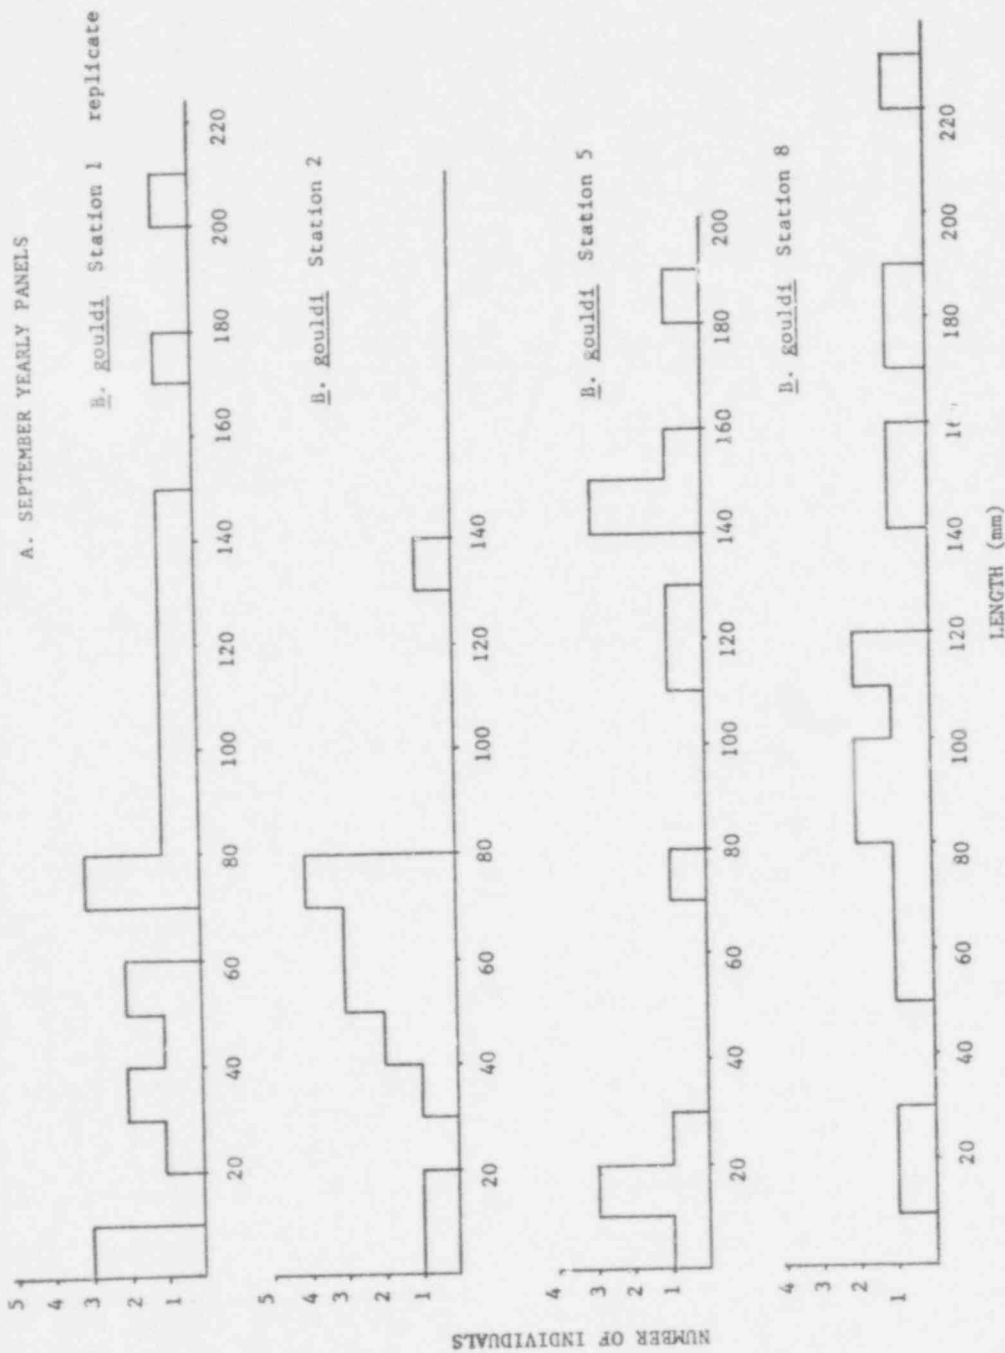 A. SEPTEMBER YEARLY PANELS
B. gouldi Station 1 replicate
5
4
3
2
1
20 40 60 80 100 120 140 160 180 200 220
B. gouldi Station 2
4
3
2
1
20 40 60 80 100 120 140
B. gouldi Station 5
4
3
2
1
20 40 60 80 100 120 140 160 180 200
B. gouldi Station 8
4
3
2
1
20 40 60 80 100 120 140 180 200 220
LENGTH (mm)
NUMBER OF INDIVIDUALS